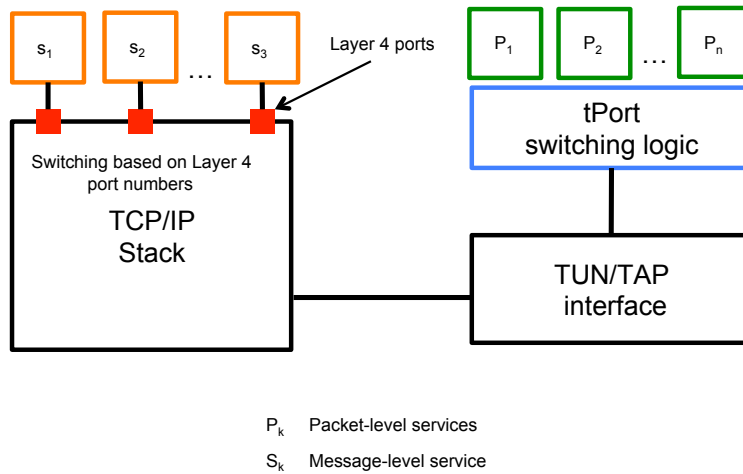 s1 s2 … s3
Layer 4 ports
P1 P2 … Pn
tPort
switching logic
Switching based on Layer 4
port numbers
TCP/IP
Stack
TUN/TAP
interface
Pk Packet-level services
Sk Message-level service